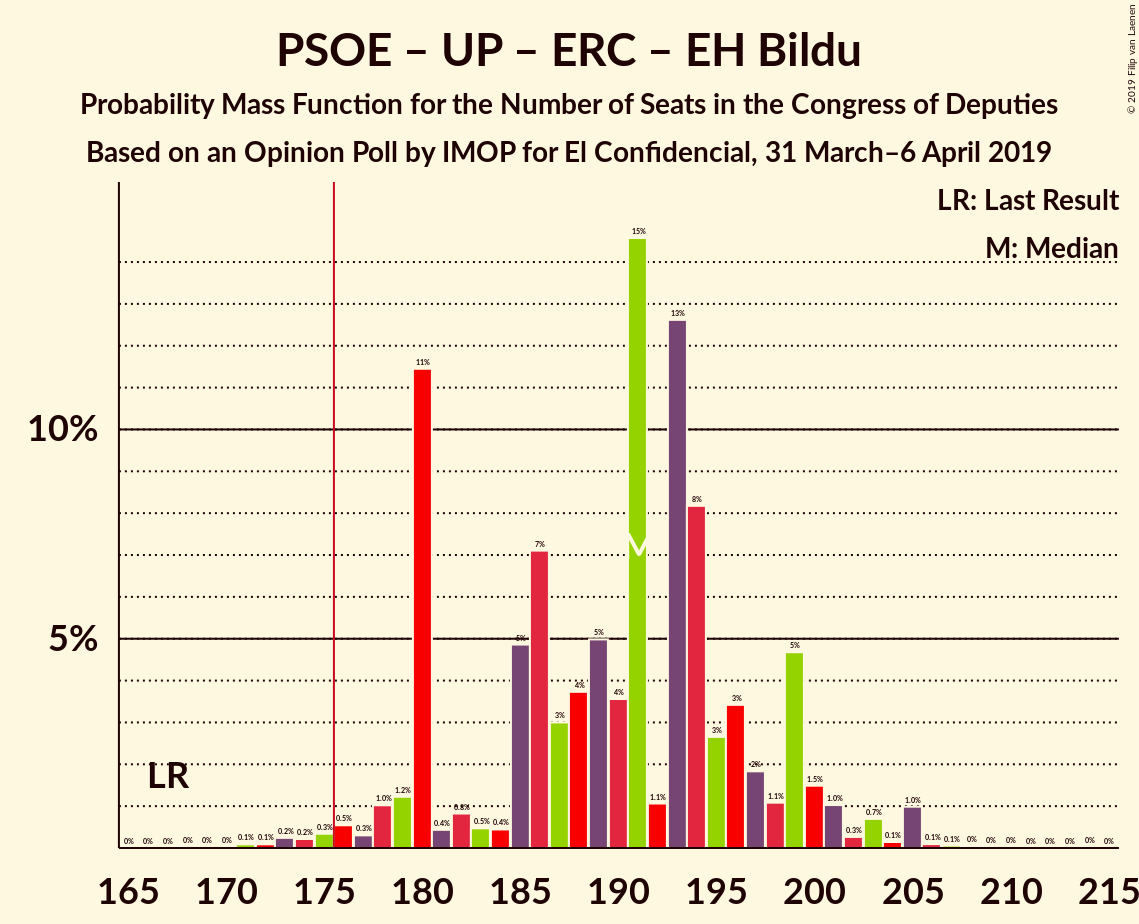 PSOE – UP – ERC – EH Bildu
Probability Mass Function for the Number of Seats in the Congress of Deputies
Based on an Opinion Poll by IMOP for El Confidencial, 31 March–6 April 2019
© 2019 Filip van Laenen
LR: Last Result
M: Median
10%
5%
LR
M
0% 0% 0% 0% 0% 0% 0.1% 0.1% 0.2% 0.2% 0.3% 0.5% 0.3% 1.0% 1.2% 11% 0.4% 0.8% 0.5% 0.4% 5% 7% 3% 4% 5% 4% 15% 1.1% 13% 8% 3% 3% 2% 1.1% 5% 1.5% 1.0% 0.3% 0.7% 0.1% 1.0% 0.1% 0.1% 0% 0% 0% 0% 0% 0% 0% 0%
165 170 175 180 185 190 195 200 205 210 215